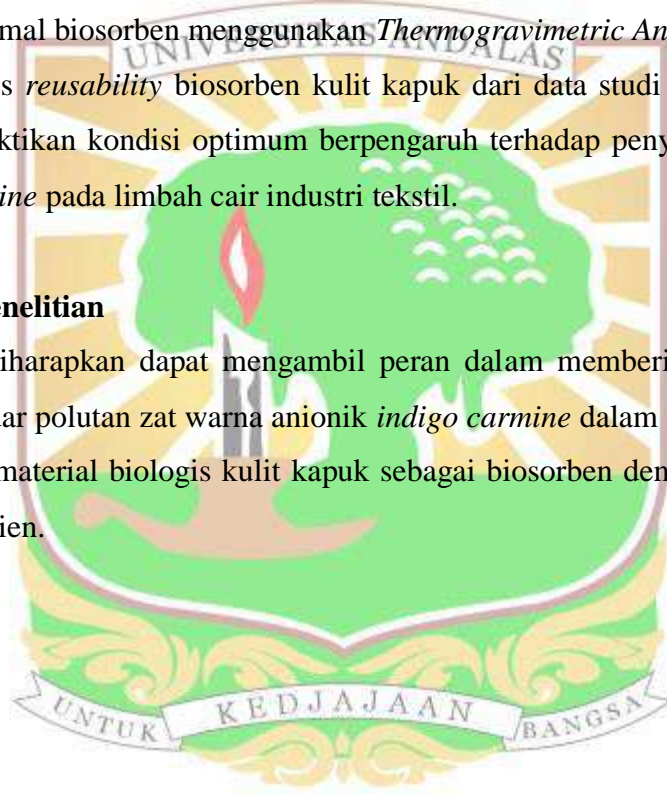 mal biosorben menggunakan Thermogravimetric An
UNIVERSITAS ANDALAS
s reusability biosorben kulit kapuk dari data studi
ktikan kondisi optimum berpengaruh terhadap peny
ine pada limbah cair industri tekstil.
enelitian
iharapkan dapat mengambil peran dalam memberi
ar polutan zat warna anionik indigo carmine dalam
material biologis kulit kapuk sebagai biosorben den
ien.
UNTUK KEDJAJAAN BANGSA